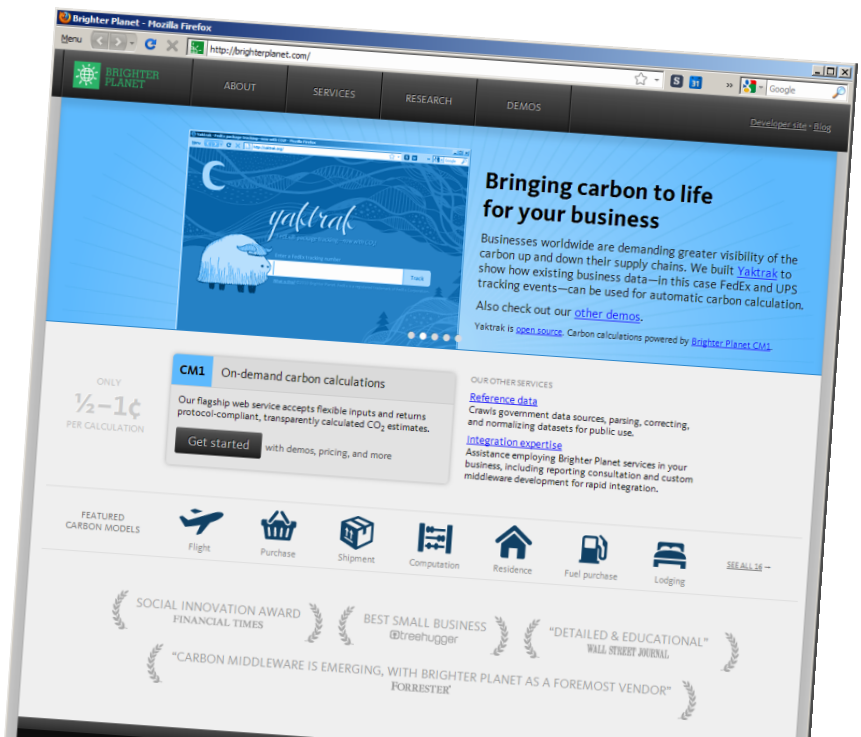 Brighter Planet - Mozilla Firefox
Menu
http://brighterplanet.com/
S
31
»
Google
BRIGHTER
PLANET
ABOUT
SERVICES
RESEARCH
DEMOS
Developer site • Blog
yaktrak
Track
Bringing carbon to life
for your business
Businesses worldwide are demanding greater visibility of the
carbon up and down their supply chains. We built Yaktrak to
show how existing business data—in this case FedEx and UPS
tracking events—can be used for automatic carbon calculation.
Also check out our other demos.
Yaktrak is open source. Carbon calculations powered by Brighter Planet CM1.
ONLY
½–1¢
PER CALCULATION
CM1 On-demand carbon calculations
Our flagship web service accepts flexible inputs and returns
protocol-compliant, transparently calculated CO2 estimates.
Get started with demos, pricing, and more
OUR OTHER SERVICES
Reference data
Crawls government data sources, parsing, correcting,
and normalizing datasets for public use.
Integration expertise
Assistance employing Brighter Planet services in your
business, including reporting consultation and custom
middleware development for rapid integration.
FEATURED
CARBON MODELS
Flight
Purchase
Shipment
Computation
Residence
Fuel purchase
Lodging
SEE ALL 16 →
SOCIAL INNOVATION AWARD
FINANCIAL TIMES
BEST SMALL BUSINESS
@treehugger
"DETAILED & EDUCATIONAL"
WALL STREET JOURNAL
"CARBON MIDDLEWARE IS EMERGING, WITH BRIGHTER PLANET AS A FOREMOST VENDOR"
FORRESTER®